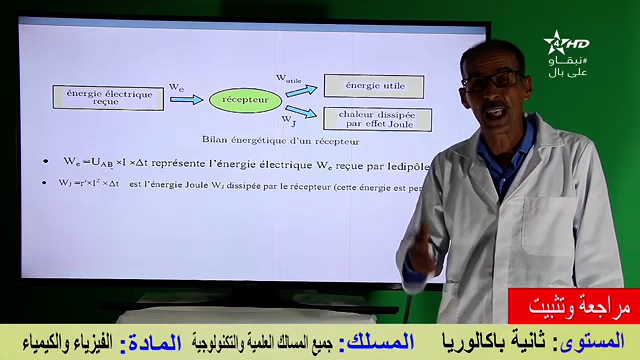 4 HD
#نبقاو
على بال
énergie électrique
reçue
We
récepteur
Wutile
énergie utile
WJ
chaleur dissipée
par effet Joule
Bilan énergétique d'un récepteur
• We=UAB×I×Δt représente l'énergie électrique We reçue par ledipôle
• WJ=r'×I²×Δt est l'énergie Joule WJ dissipée par le récepteur (cette énergie est per
مراجعة وتثبيت
المستوى: ثانية باكالوريا المسلك: جميع المسالك العلمية والتكنولوجية المادة: الفيزياء والكيمياء